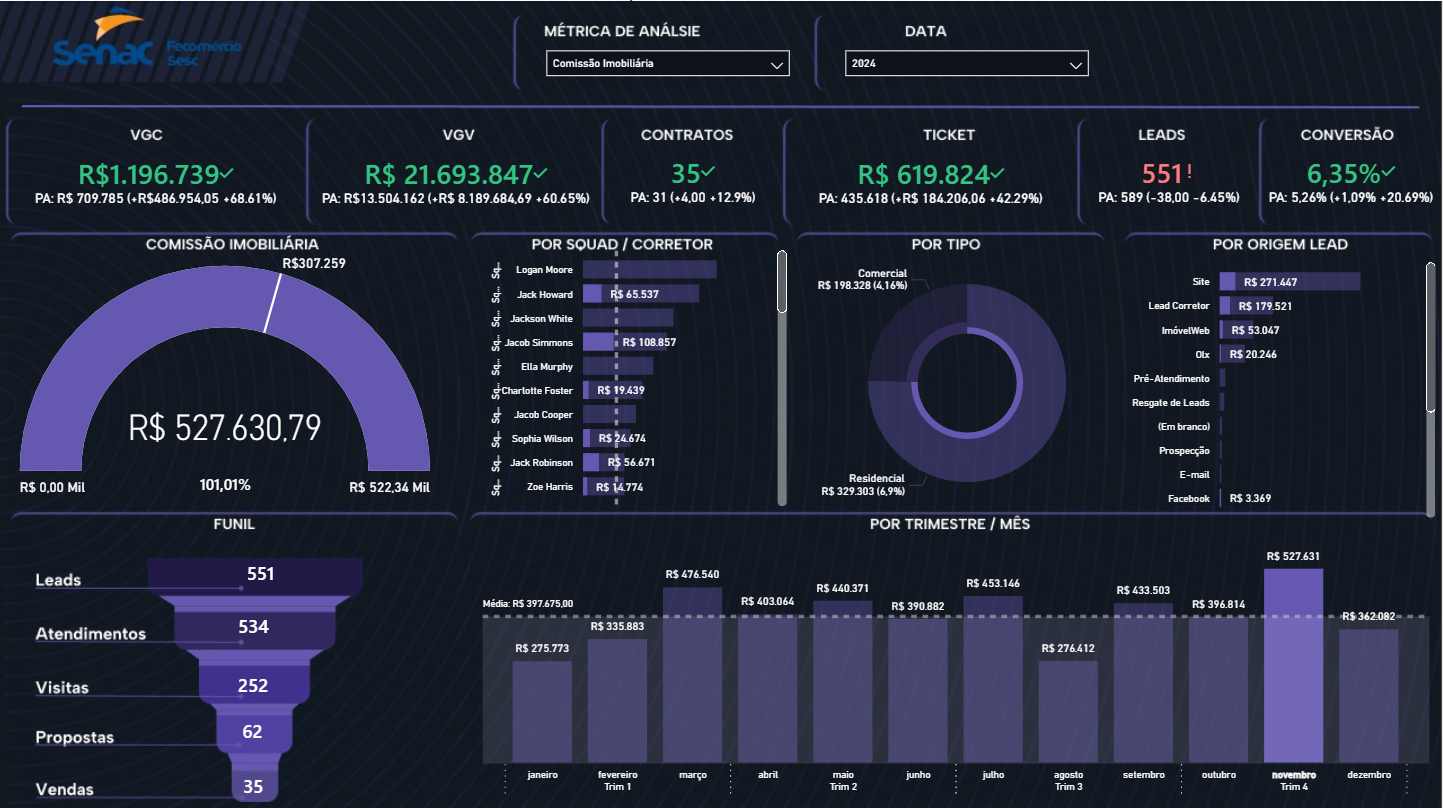 Senac
Fecomércio
Sesc
MÉTRICA DE ANÁLSIE
Comissão Imobiliária
DATA
2024
VGC
R$1.196.739
PA: R$ 709.785 (+R$486.954,05 +68.61%)
VGV
R$ 21.693.847
PA: R$13.504.162 (+R$ 8.189.684,69 +60.65%)
CONTRATOS
35
PA: 31 (+4,00 +12.9%)
TICKET
R$ 619.824
PA: 435.618 (+R$ 184.206,06 +42.29%)
LEADS
551!
PA: 589 (-38,00 -6.45%)
CONVERSÃO
6,35%
PA: 5,26% (+1,09% +20.69%)
COMISSÃO IMOBILIÁRIA
R$307.259
R$ 527.630,79
R$ 0,00 Mil
101,01%
R$ 522,34 Mil
POR SQUAD / CORRETOR
Sq... Logan Moore
Sq... Jack Howard R$ 65.537
Sq... Jackson White
Sq... Jacob Simmons R$ 108.857
Sq... Ella Murphy
Sq... Charlotte Foster R$ 19.439
Sq... Jacob Cooper
Sq... Sophia Wilson R$ 24.674
Sq... Jack Robinson R$ 56.671
Sq... Zoe Harris R$ 14.774
POR TIPO
Comercial
R$ 198.328 (4,16%)
Residencial
R$ 329.303 (6,9%)
POR ORIGEM LEAD
Site R$ 271.447
Lead Corretor R$ 179.521
ImóvelWeb R$ 53.047
Olx R$ 20.246
Pré-Atendimento
Resgate de Leads
(Em branco)
Prospecção
E-mail
Facebook R$ 3.369
FUNIL
Leads 551
Atendimentos 534
Visitas 252
Propostas 62
Vendas 35
POR TRIMESTRE / MÊS
Média: R$ 397.675,00
R$ 275.773
R$ 335.883
R$ 476.540
R$ 403.064
R$ 440.371
R$ 390.882
R$ 453.146
R$ 276.412
R$ 433.503
R$ 396.814
R$ 527.631
R$ 362.082
janeiro fevereiro março abril maio junho julho agosto setembro outubro novembro dezembro
Trim 1 Trim 2 Trim 3 Trim 4